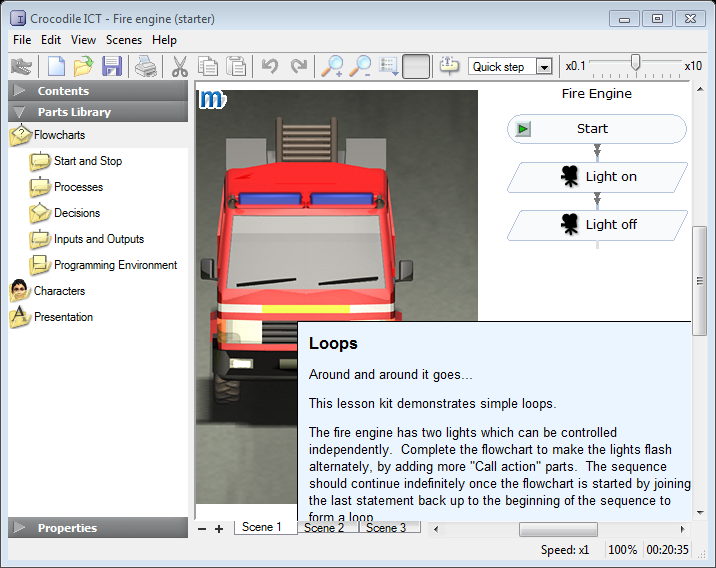 Crocodile ICT - Fire engine (starter)
File Edit View Scenes Help
Quick step x0.1 x10
Contents
Parts Library
Flowcharts
Start and Stop
Processes
Decisions
Inputs and Outputs
Programming Environment
Characters
Presentation
Properties
m
Fire Engine
Start
Light on
Light off
Loops
Around and around it goes...
This lesson kit demonstrates simple loops.
The fire engine has two lights which can be controlled
independently. Complete the flowchart to make the lights flash
alternately, by adding more "Call action" parts. The sequence
should continue indefinitely once the flowchart is started by joining
the last statement back up to the beginning of the sequence to
form a loop
Scene 1 Scene 2 Scene 3
Speed: x1 100% 00:20:35